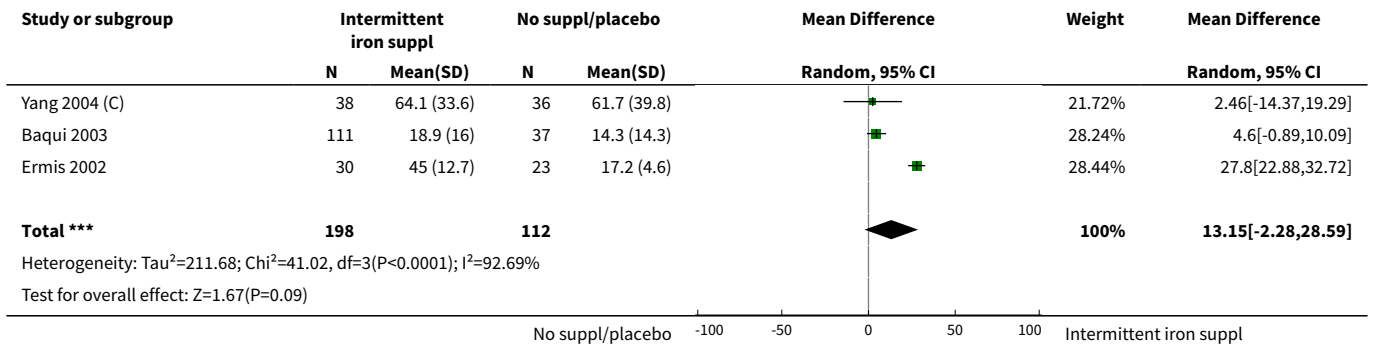 Study or subgroup Intermittent iron suppl No suppl/placebo Mean Difference Weight Mean Difference
N Mean(SD) N Mean(SD) Random, 95% CI Random, 95% CI
Yang 2004 (C) 38 64.1 (33.6) 36 61.7 (39.8) 21.72% 2.46[-14.37,19.29]
Baqui 2003 111 18.9 (16) 37 14.3 (14.3) 28.24% 4.6[-0.89,10.09]
Ermis 2002 30 45 (12.7) 23 17.2 (4.6) 28.44% 27.8[22.88,32.72]
Total *** 198 112 100% 13.15[-2.28,28.59]
Heterogeneity: Tau²=211.68; Chi²=41.02, df=3(P<0.0001); I²=92.69%
Test for overall effect: Z=1.67(P=0.09)
No suppl/placebo -100 -50 0 50 100 Intermittent iron suppl